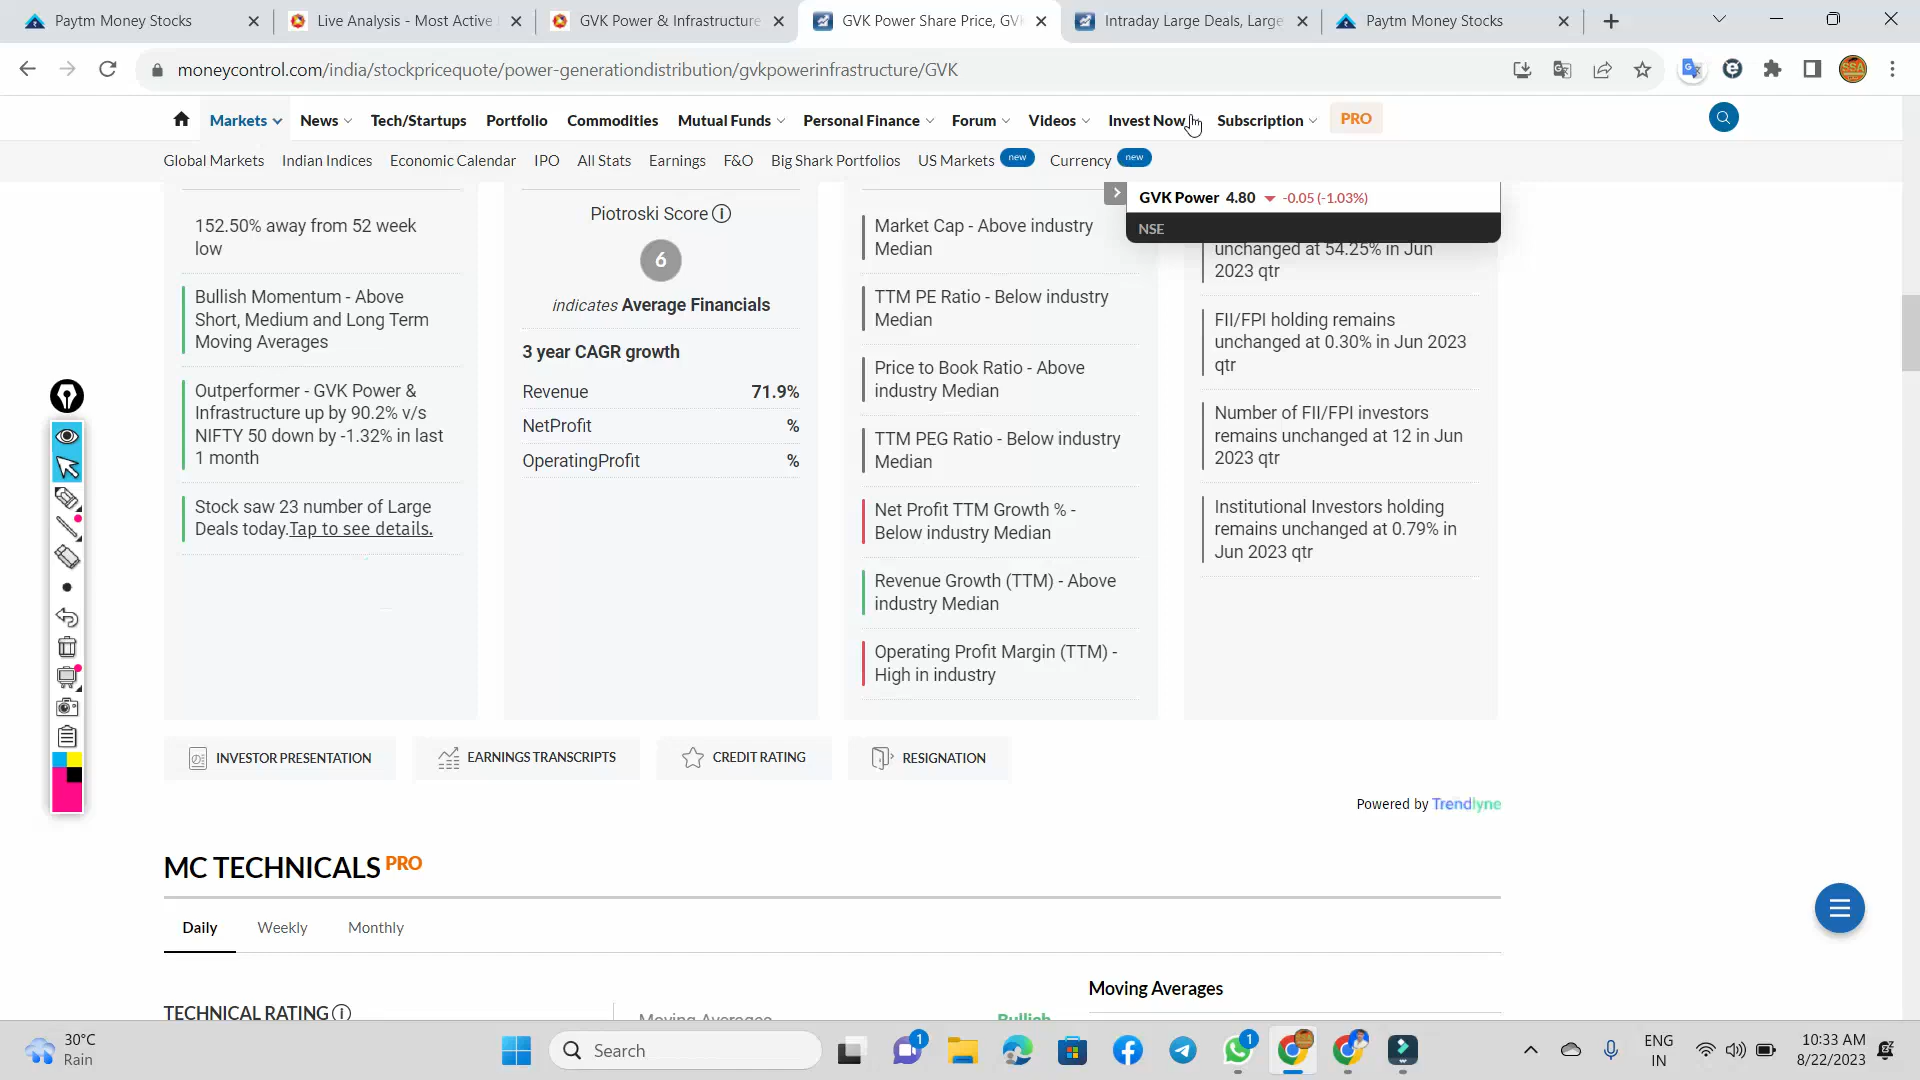 Paytm Money Stocks
Live Analysis - Most Active
GVK Power & Infrastructure
GVK Power Share Price, GV
Intraday Large Deals, Large
Paytm Money Stocks
moneycontrol.com/india/stockpricequote/power-generationdistribution/gvkpowerinfrastructure/GVK
Markets
News
Tech/Startups
Portfolio
Commodities
Mutual Funds
Personal Finance
Forum
Videos
Invest Now
Subscription
PRO
Global Markets
Indian Indices
Economic Calendar
IPO
All Stats
Earnings
F&O
Big Shark Portfolios
US Markets new
Currency new
GVK Power 4.80 -0.05 (-1.03%)
NSE
152.50% away from 52 week
low
Bullish Momentum - Above
Short, Medium and Long Term
Moving Averages
Outperformer - GVK Power &
Infrastructure up by 90.2% v/s
NIFTY 50 down by -1.32% in last
1 month
Stock saw 23 number of Large
Deals today.Tap to see details.
Piotroski Score
6
indicates Average Financials
3 year CAGR growth
Revenue 71.9%
NetProfit %
OperatingProfit %
Market Cap - Above industry
Median
TTM PE Ratio - Below industry
Median
Price to Book Ratio - Above
industry Median
TTM PEG Ratio - Below industry
Median
Net Profit TTM Growth % -
Below industry Median
Revenue Growth (TTM) - Above
industry Median
Operating Profit Margin (TTM) -
High in industry
unchanged at 54.25% in Jun
2023 qtr
FII/FPI holding remains
unchanged at 0.30% in Jun 2023
qtr
Number of FII/FPI investors
remains unchanged at 12 in Jun
2023 qtr
Institutional Investors holding
remains unchanged at 0.79% in
Jun 2023 qtr
INVESTOR PRESENTATION
EARNINGS TRANSCRIPTS
CREDIT RATING
RESIGNATION
Powered by Trendlyne
MC TECHNICALS PRO
Daily
Weekly
Monthly
TECHNICAL RATING
Moving Averages
Bullish
Moving Averages
30°C
Rain
Search
1
1
ENG
IN
10:33 AM
8/22/2023